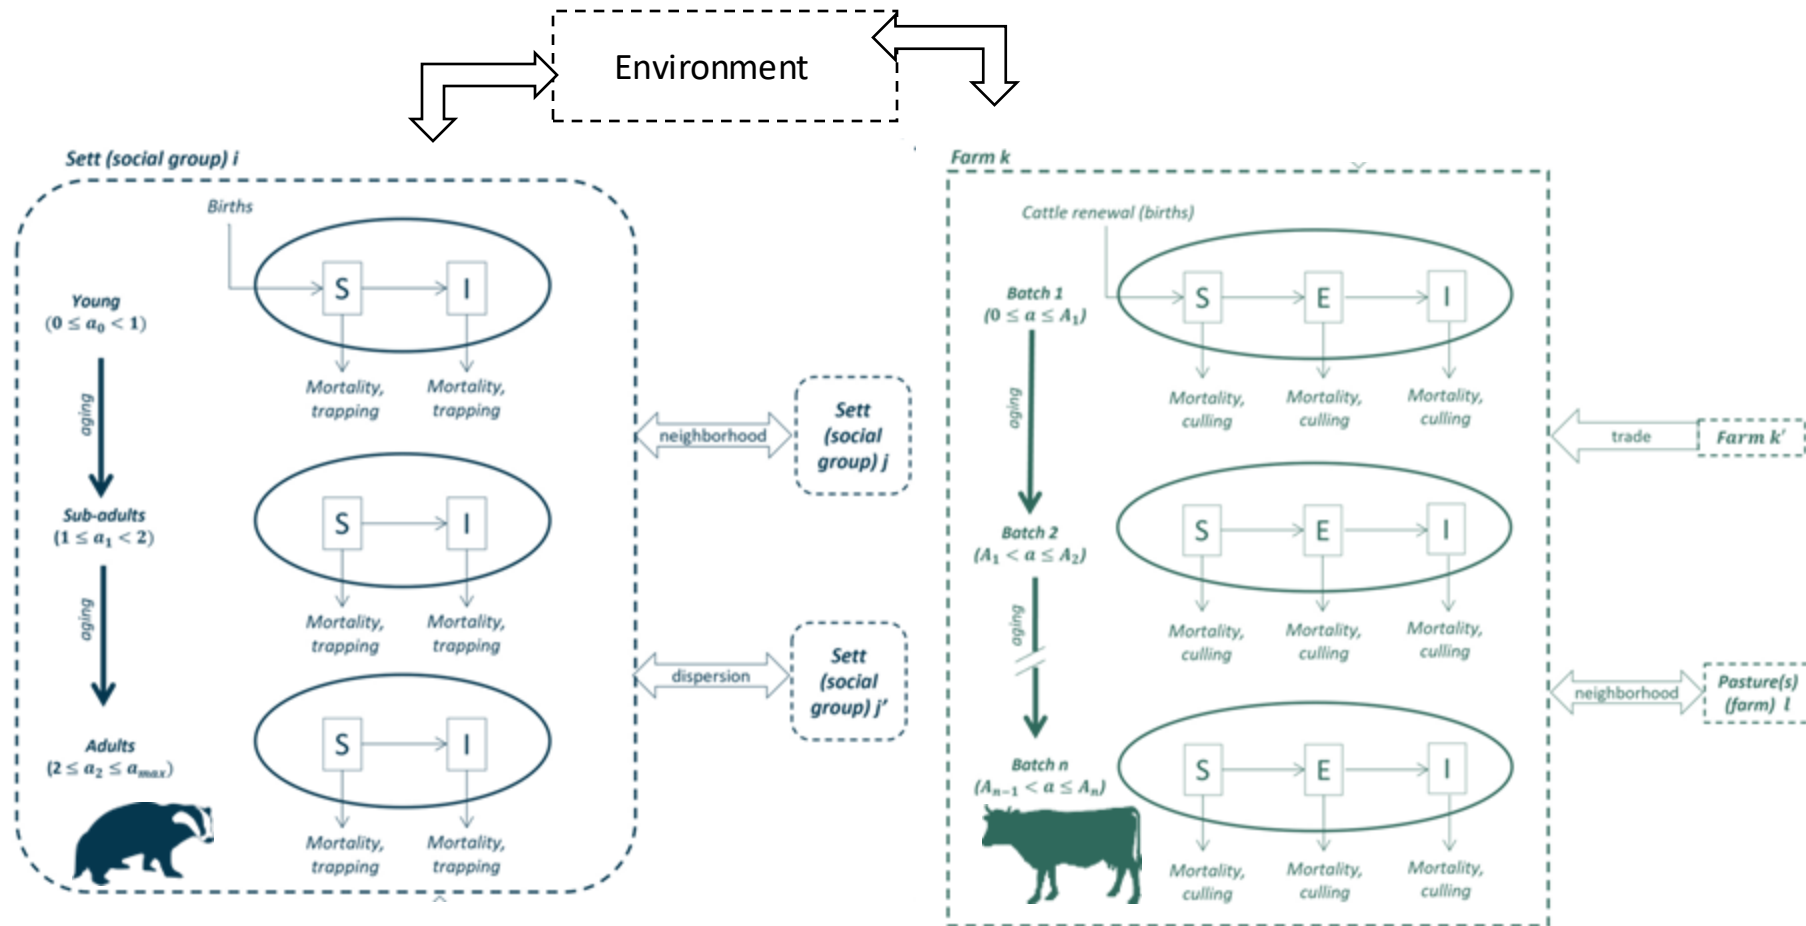 Environment
Sett (social group) i
Births
S
I
Young
(0 ≤ a₀ < 1)
Mortality,
trapping
Mortality,
trapping
aging
S
I
Sub-adults
(1 ≤ a₁ < 2)
Mortality,
trapping
Mortality,
trapping
aging
S
I
Adults
(2 ≤ a₂ ≤ aₘₐₓ)
Mortality,
trapping
Mortality,
trapping
neighborhood
Sett
(social
group) j
dispersion
Sett
(social
group) j'
Farm k
Cattle renewal (births)
S
E
I
Batch 1
(0 ≤ a ≤ A₁)
Mortality,
culling
Mortality,
culling
Mortality,
culling
aging
S
E
I
Batch 2
(A₁ < a ≤ A₂)
Mortality,
culling
Mortality,
culling
Mortality,
culling
aging
S
E
I
Batch n
(Aₙ₋₁ < a ≤ Aₙ)
Mortality,
culling
Mortality,
culling
Mortality,
culling
trade
Farm k'
neighborhood
Pasture(s)
(farm) l